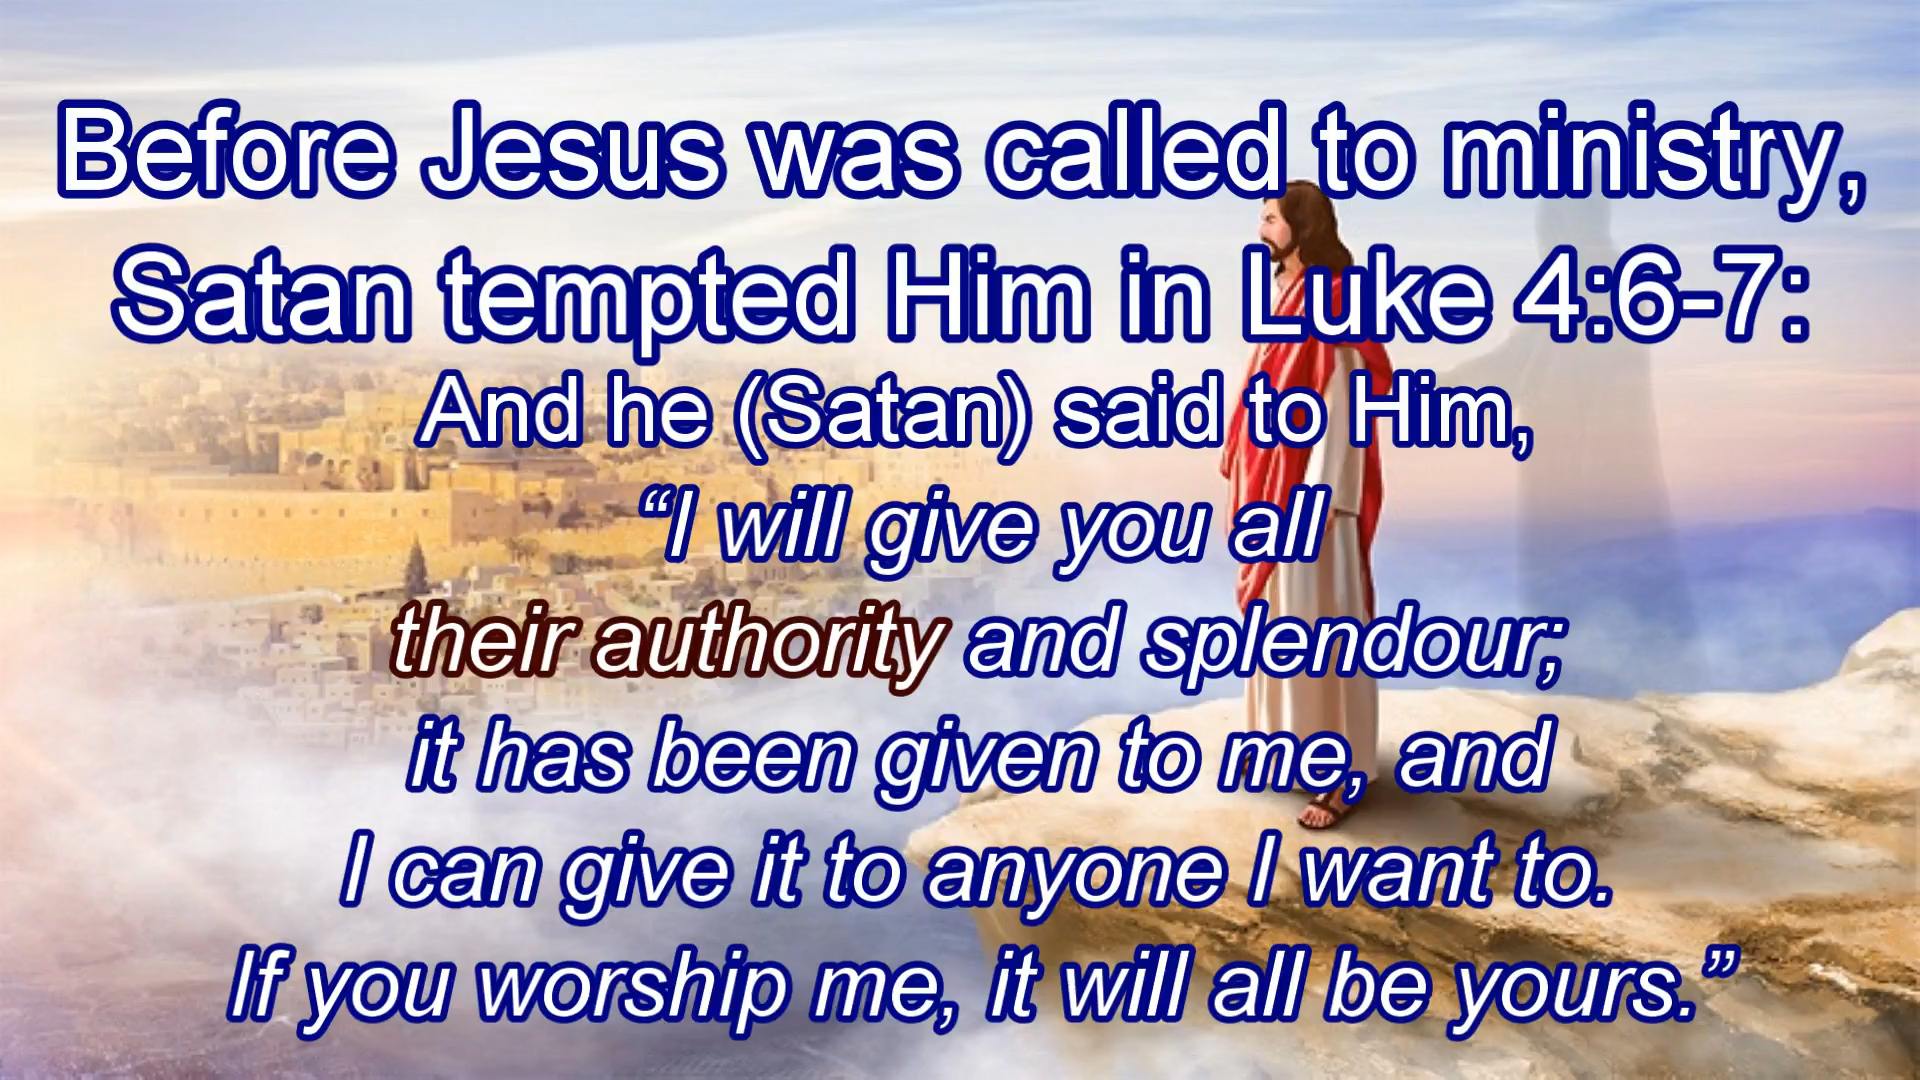 Before Jesus was called to ministry,
Satan tempted Him in Luke 4:6-7:
And he (Satan) said to Him,
“I will give you all
their authority and splendour;
it has been given to me, and
I can give it to anyone I want to.
If you worship me, it will all be yours.”